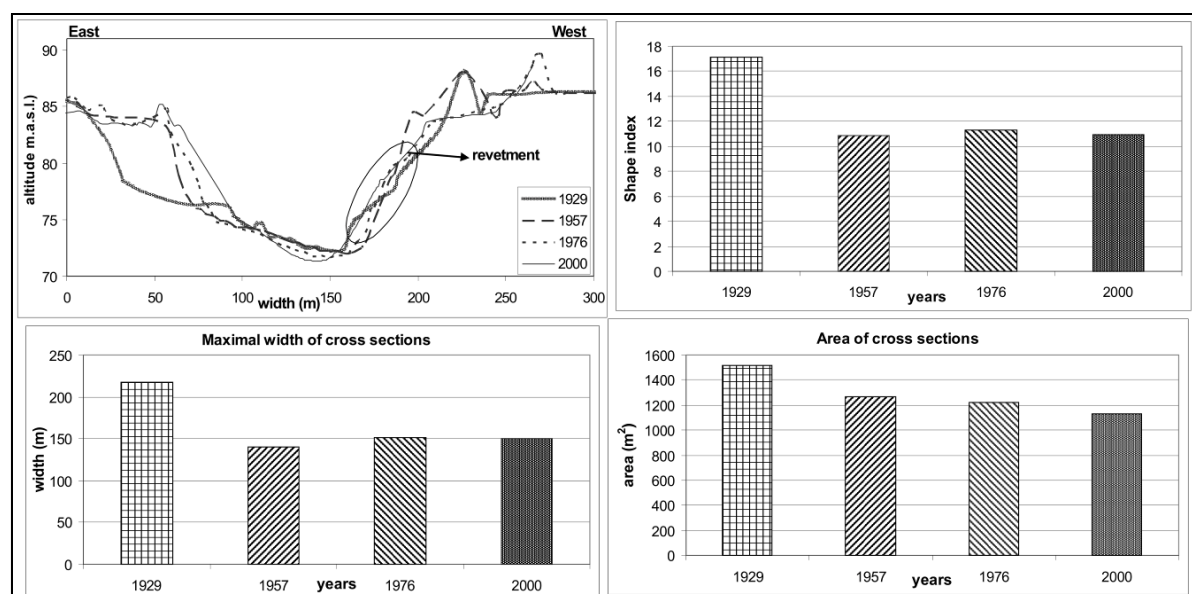 East West
90
85
80
75
70
altitude m.a.s.l.
revetment
1929
1957
1976
2000
0 50 100 150 200 250 300
width (m)
18
16
14
12
10
8
6
4
2
0
Shape index
1929 1957 1976 2000
years
Maximal width of cross sections
250
200
150
100
50
0
width (m)
1929 1957 1976 2000
years
Area of cross sections
1600
1400
1200
1000
800
600
400
200
0
area (m²)
1929 1957 1976 2000
years